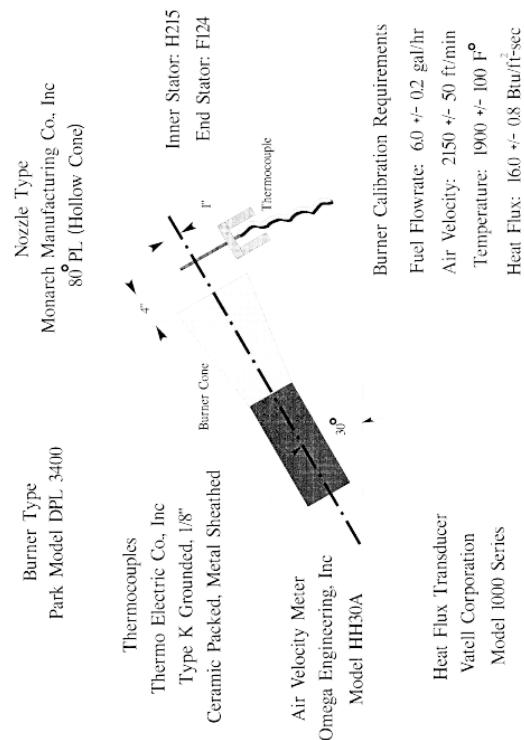 Burner Type
Park Model DPL 3400
Nozzle Type
Monarch Manufacturing Co., Inc
80° PL (Hollow Cone)
Inner Stator: H215
End Stator: F124
Thermocouples
Thermo Electric Co., Inc
Type K Grounded, 1/8"
Ceramic Packed, Metal Sheathed
4"
1"
Burner Cone
Thermocouple
30°
Air Velocity Meter
Omega Engineering, Inc
Model HH30A
Heat Flux Transducer
Vatell Corporation
Model 1000 Series
Burner Calibration Requirements
Fuel Flowrate: 6.0 +/- 0.2 gal/hr
Air Velocity: 2150 +/- 50 ft/min
Temperature: 1900 +/- 100 F°
Heat Flux: 16.0 +/- 0.8 Btu/ft²-sec